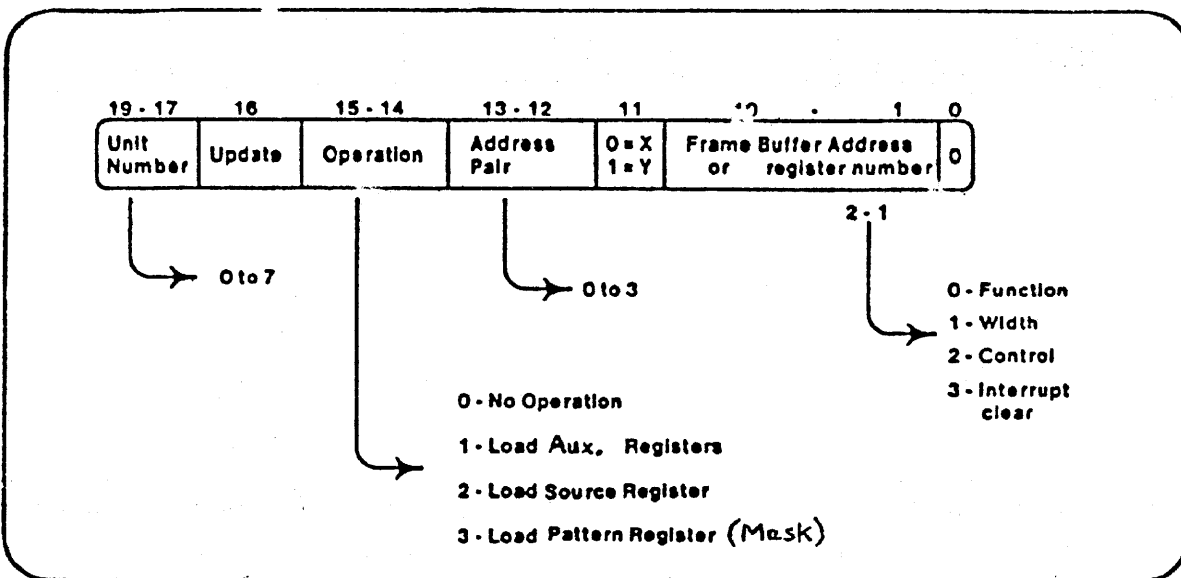 19 - 17 16 15 - 14 13 - 12 11 10 - 1 0
Unit Number Update Operation Address Pair 0 = X 1 = Y Frame Buffer Address or register number 0
2 - 1
0 to 7
0 to 3
0 - Function
1 - Width
2 - Control
3 - Interrupt
clear
0 - No Operation
1 - Load Aux. Registers
2 - Load Source Register
3 - Load Pattern Register (Mask)